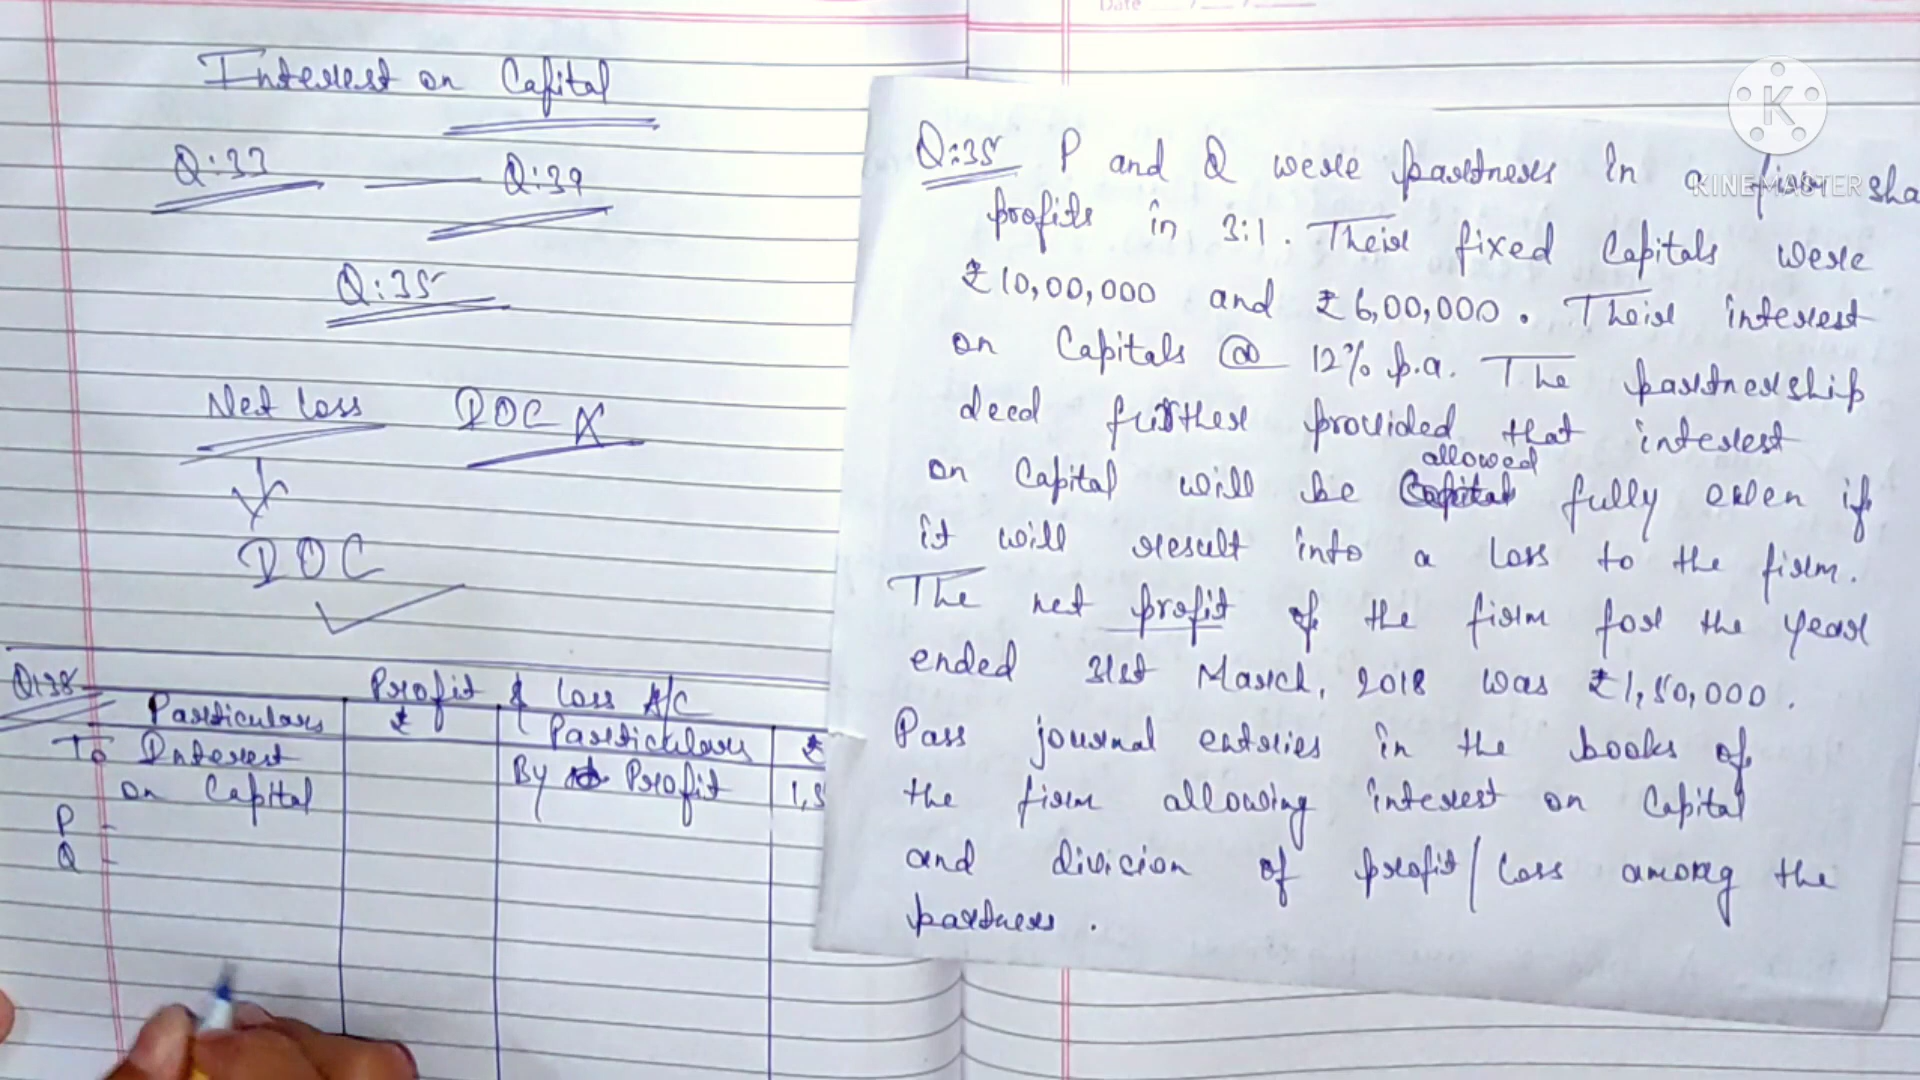 Interest on Capital
Q:33 — Q:39
Q:35
Net loss IOC X
IOC
Q:35 Profit & loss A/C
Particulars ₹ Particulars ₹
To Interest By Profit 1,5
on Capital
P -
Q -
Date / /
K
KINEMASTER
Q:35 P and Q were partners in a firm sha
profits in 3:1. Their fixed Capitals were
₹10,00,000 and ₹6,00,000. Their interest
on Capitals @ 12% p.a. The partnership
deed further provided that interest
on Capital will be allowed fully even if
it will result into a loss to the firm.
The net profit of the firm for the year
ended 31st March, 2018 was ₹1,50,000.
Pass journal entries in the books of
the firm allowing interest on Capital
and division of profit/loss among the
partners.